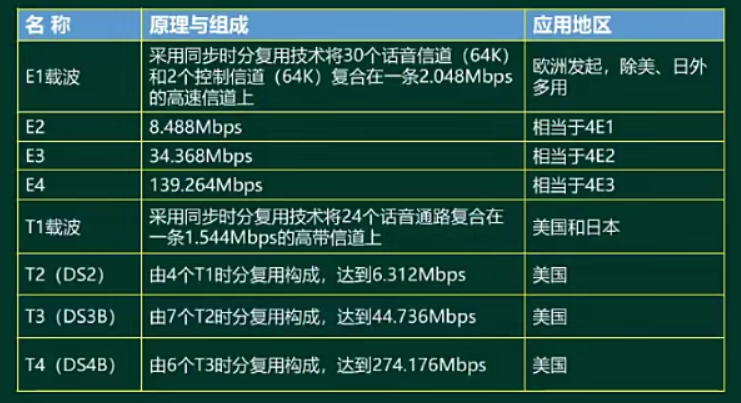 名 称 原理与组成 应用地区
采用同步时分复用技术将30个话音信道（64K）
E1载波 和2个控制信道（64K）复合在一条2.048Mbps 欧洲发起，除美、日外
的高速信道上 多用
E2 8.488Mbps 相当于4E1
E3 34.368Mbps 相当于4E2
E4 139.264Mbps 相当于4E3
T1载波 采用同步时分复用技术将24个话音通路复合在 美国和日本
一条1.544Mbps的高带信道上
T2（DS2） 由4个T1时分复用构成，达到6.312Mbps 美国
T3（DS3B） 由7个T2时分复用构成，达到44.736Mbps 美国
T4（DS4B） 由6个T3时分复用构成，达到274.176Mbps 美国